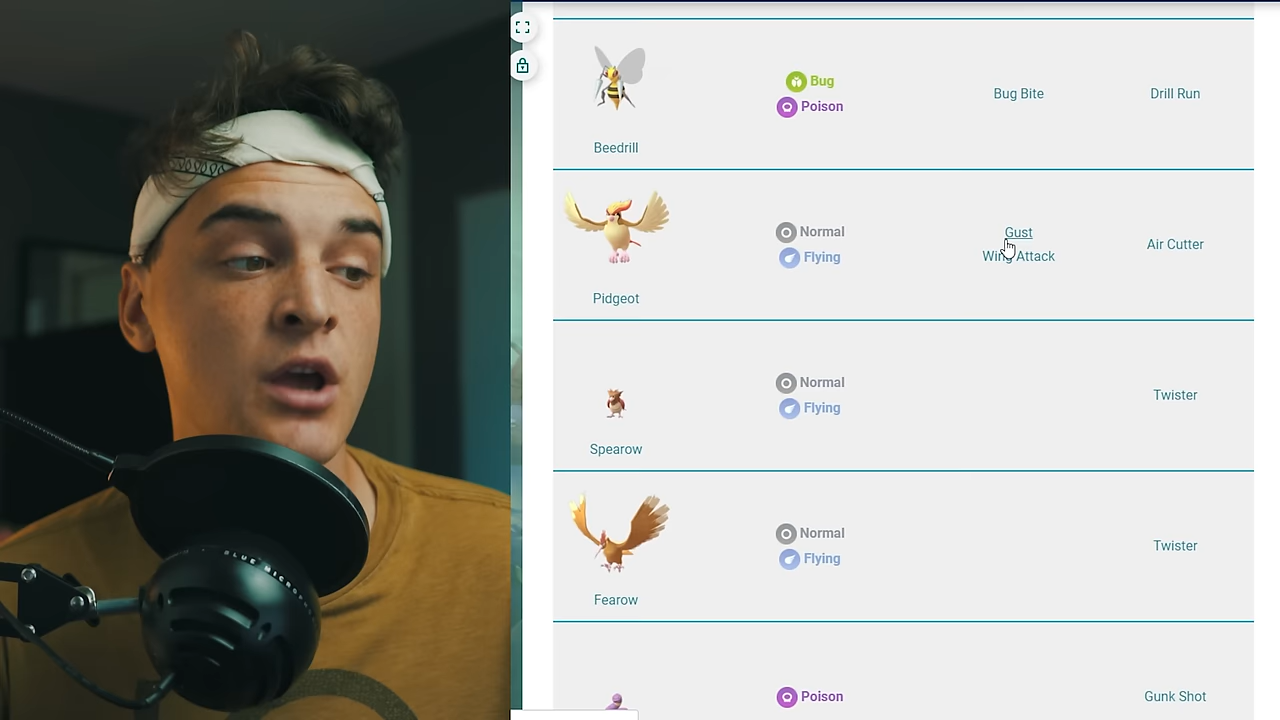 Bug
Poison
Bug Bite
Drill Run
Beedrill
Normal
Flying
Gust
Wing Attack
Air Cutter
Pidgeot
Normal
Flying
Twister
Spearow
Normal
Flying
Twister
Fearow
Poison
Gunk Shot
BLUE MICROP